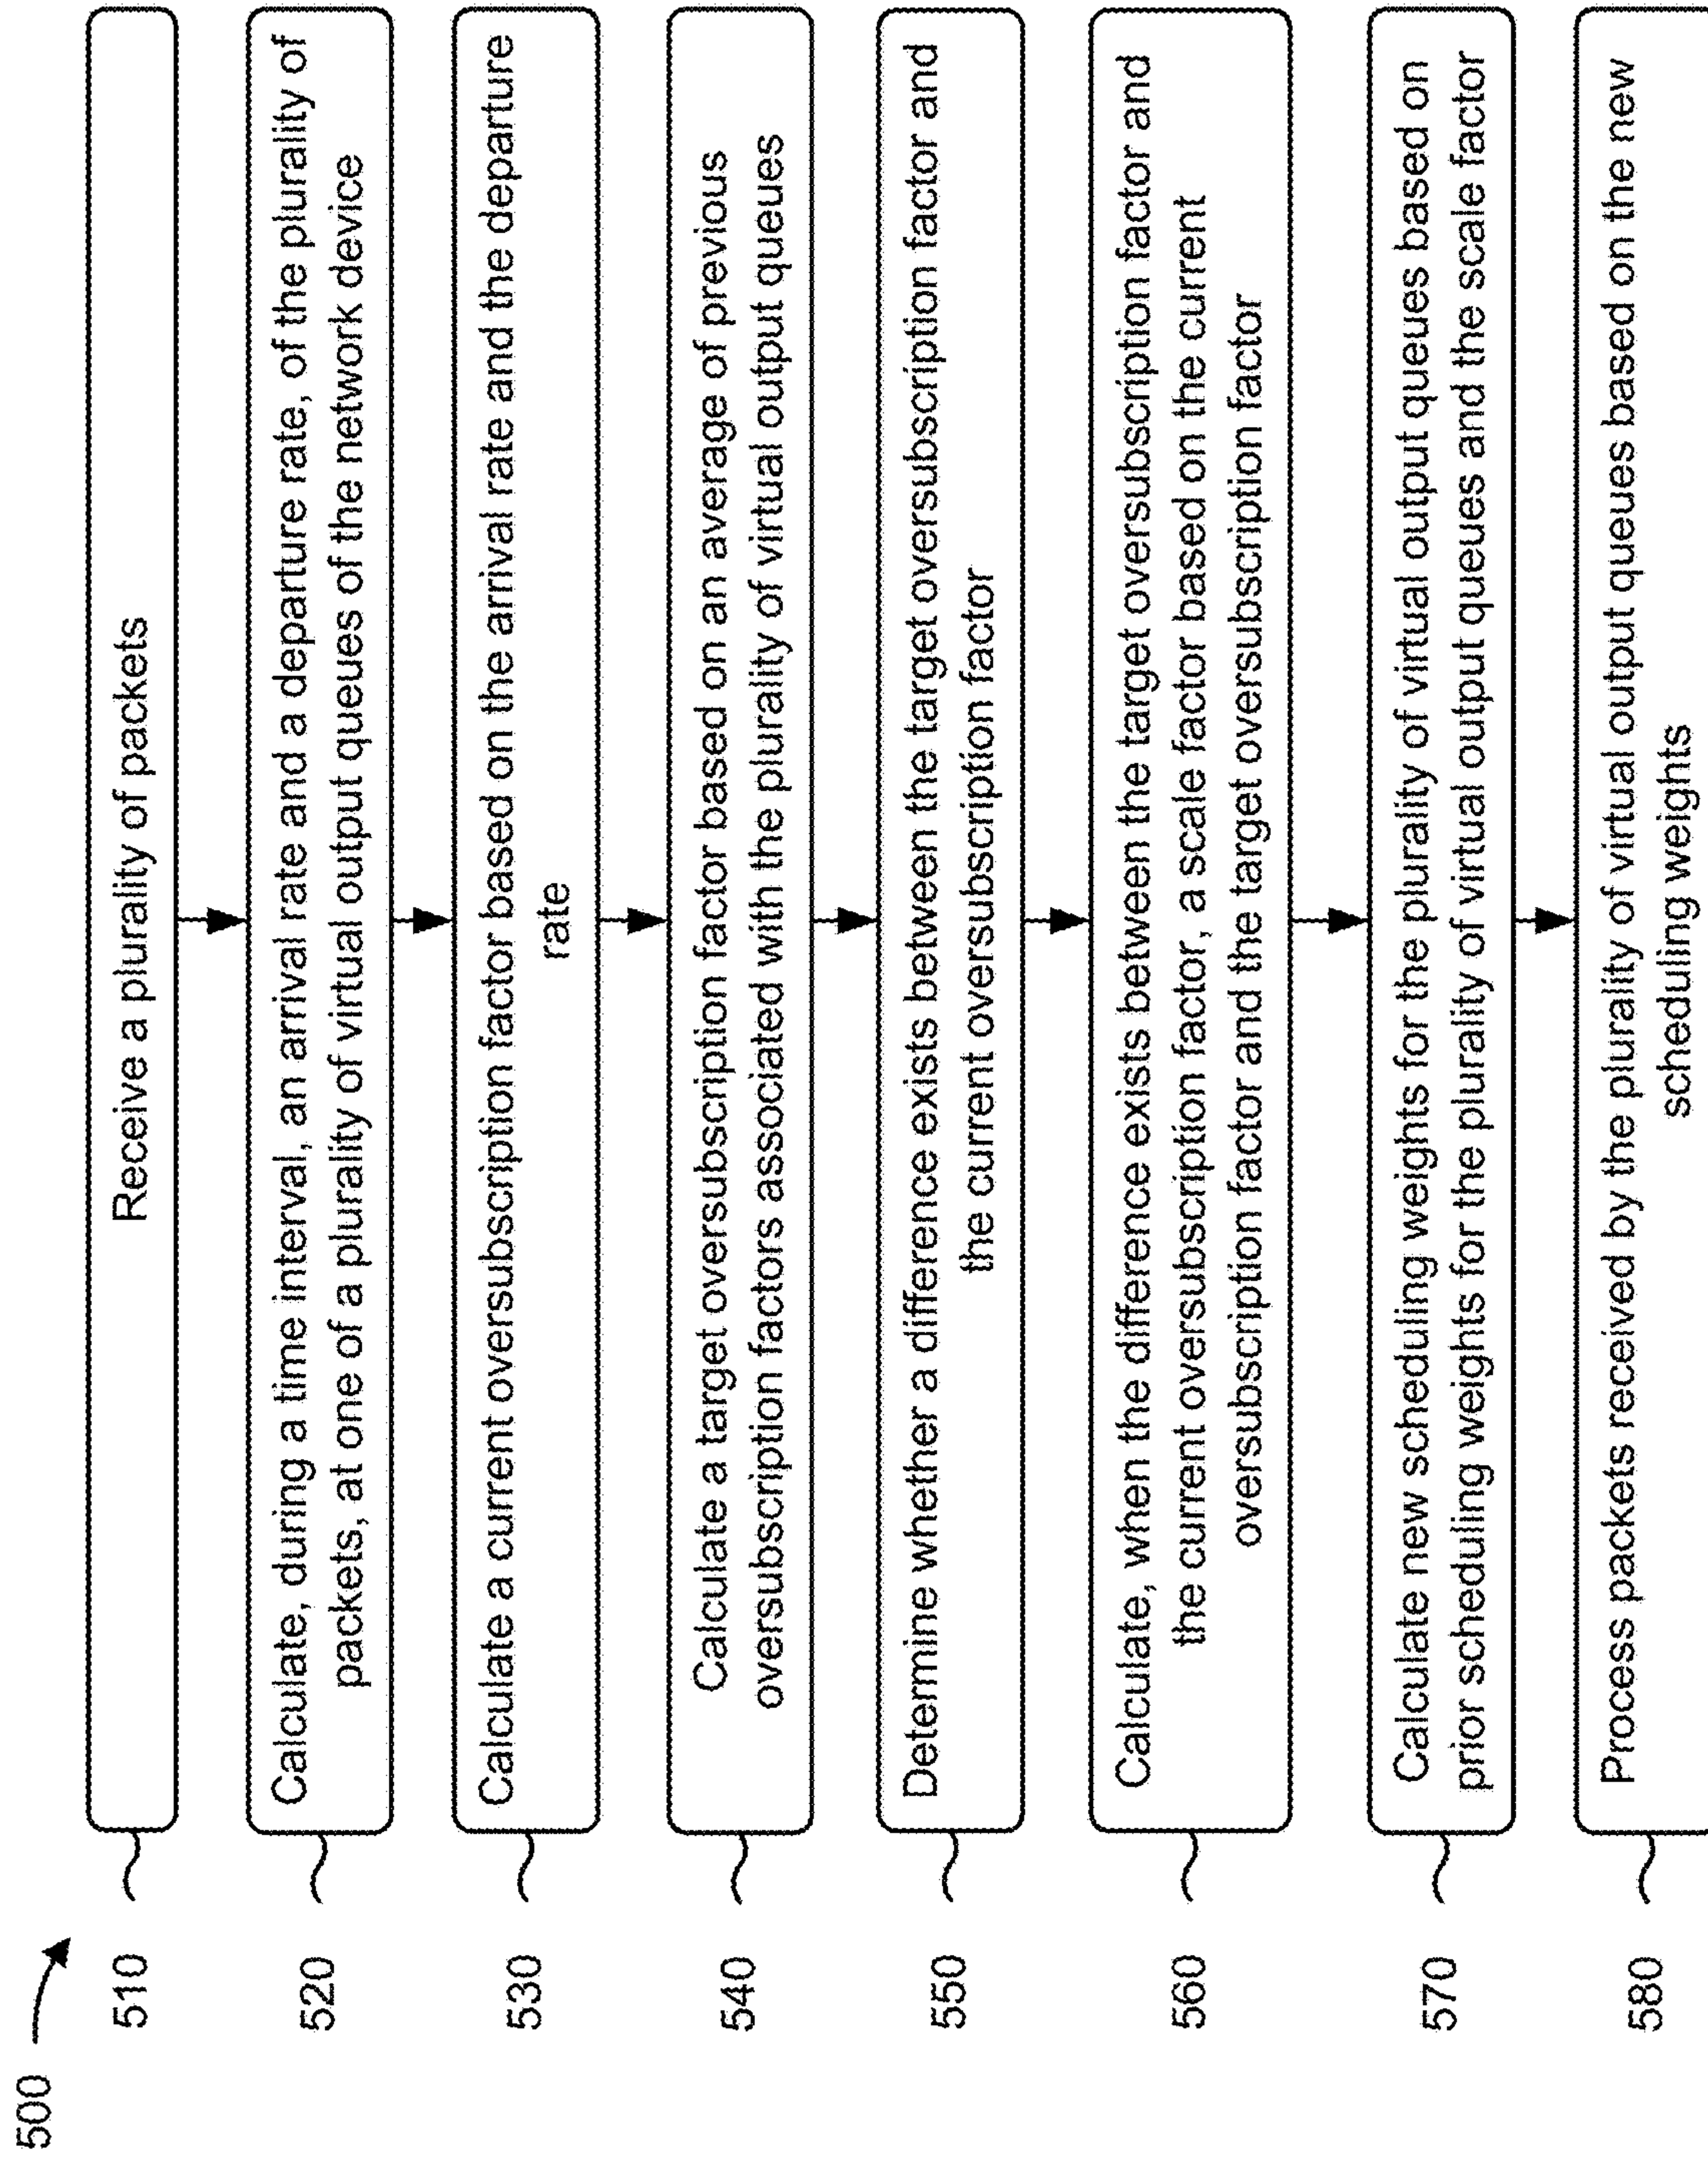 500
510
Receive a plurality of packets
520
Calculate, during a time interval, an arrival rate and a departure rate, of the plurality of
packets, at one of a plurality of virtual output queues of the network device
530
Calculate a current oversubscription factor based on the arrival rate and the departure
rate
540
Calculate a target oversubscription factor based on an average of previous
oversubscription factors associated with the plurality of virtual output queues
550
Determine whether a difference exists between the target oversubscription factor and
the current oversubscription factor
560
Calculate, when the difference exists between the target oversubscription factor and
the current oversubscription factor, a scale factor based on the current
oversubscription factor and the target oversubscription factor
570
Calculate new scheduling weights for the plurality of virtual output queues based on
prior scheduling weights for the plurality of virtual output queues and the scale factor
580
Process packets received by the plurality of virtual output queues based on the new
scheduling weights